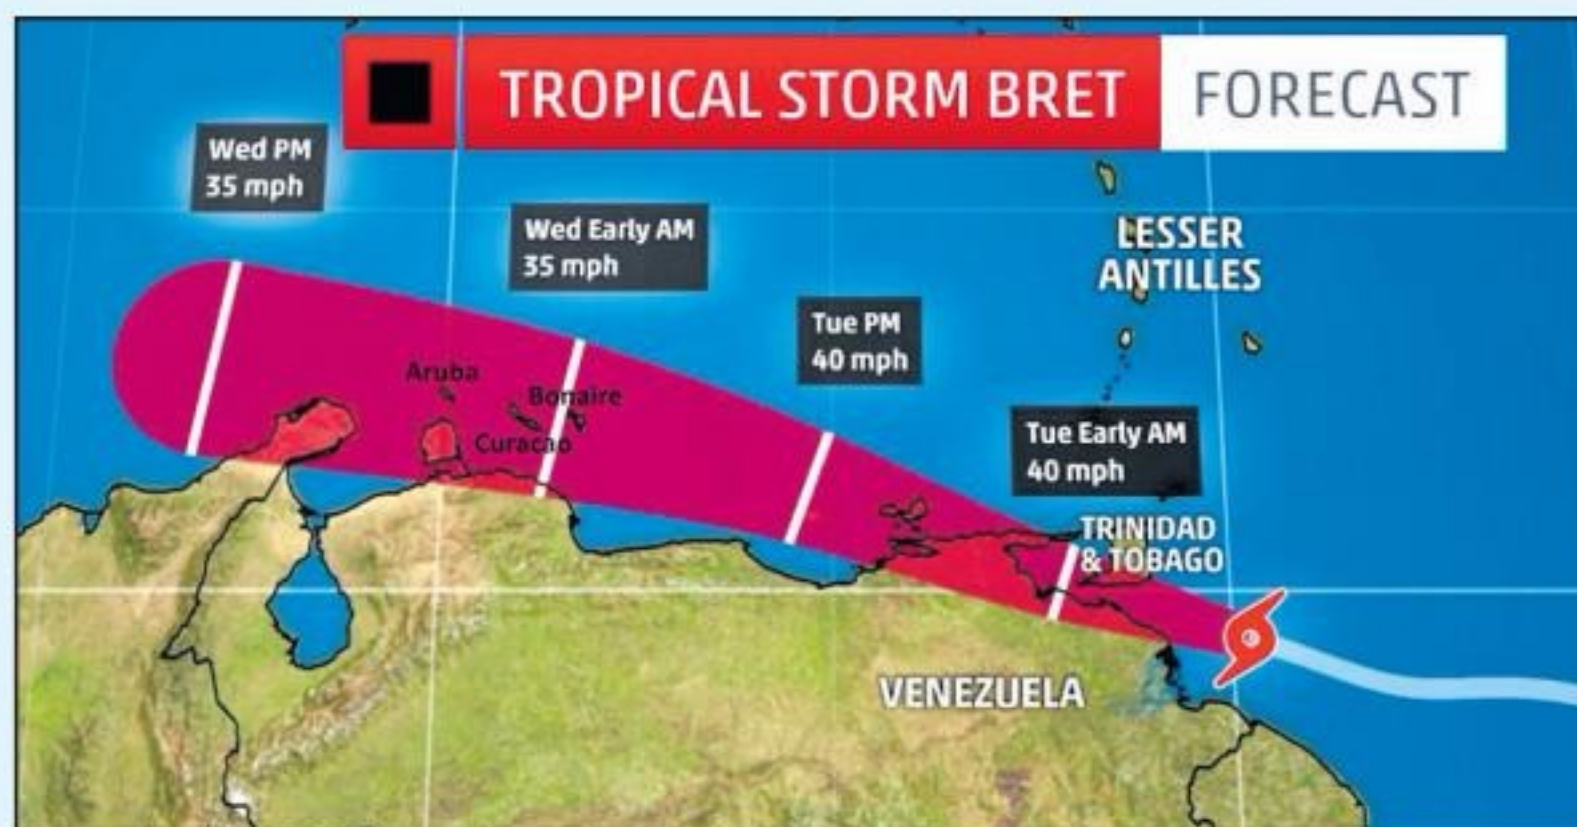 TROPICAL STORM BRET FORECAST
Wed PM
35 mph
Wed Early AM
35 mph
LESSER
ANTILLES
Tue PM
40 mph
Aruba
Bonaire
Curacao
Tue Early AM
40 mph
TRINIDAD
& TOBAGO
VENEZUELA